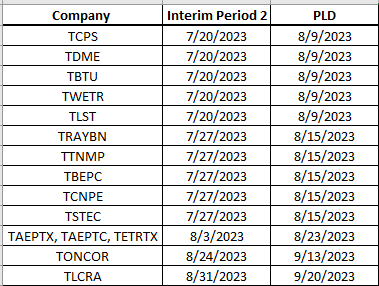 Company Interim Period 2 PLD
TCPS 7/20/2023 8/9/2023
TDME 7/20/2023 8/9/2023
TBTU 7/20/2023 8/9/2023
TWETR 7/20/2023 8/9/2023
TLST 7/20/2023 8/9/2023
TRAYBN 7/27/2023 8/15/2023
TTNMP 7/27/2023 8/15/2023
TBEPC 7/27/2023 8/15/2023
TCNPE 7/27/2023 8/15/2023
TSTEC 7/27/2023 8/15/2023
TAEPTX, TAEPTC, TETRTX 8/3/2023 8/23/2023
TONCOR 8/24/2023 9/13/2023
TLCRA 8/31/2023 9/20/2023